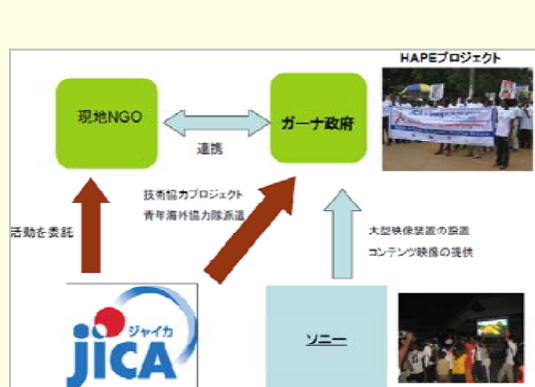 HAPEプロジェクト
現地NGO
ガーナ政府
連携
技術協力プロジェクト
青年海外協力隊派遣
活動を委託
大型映像装置の設置
コンテンツ映像の提供
ジャイカ
JICA
ソニー
JICA